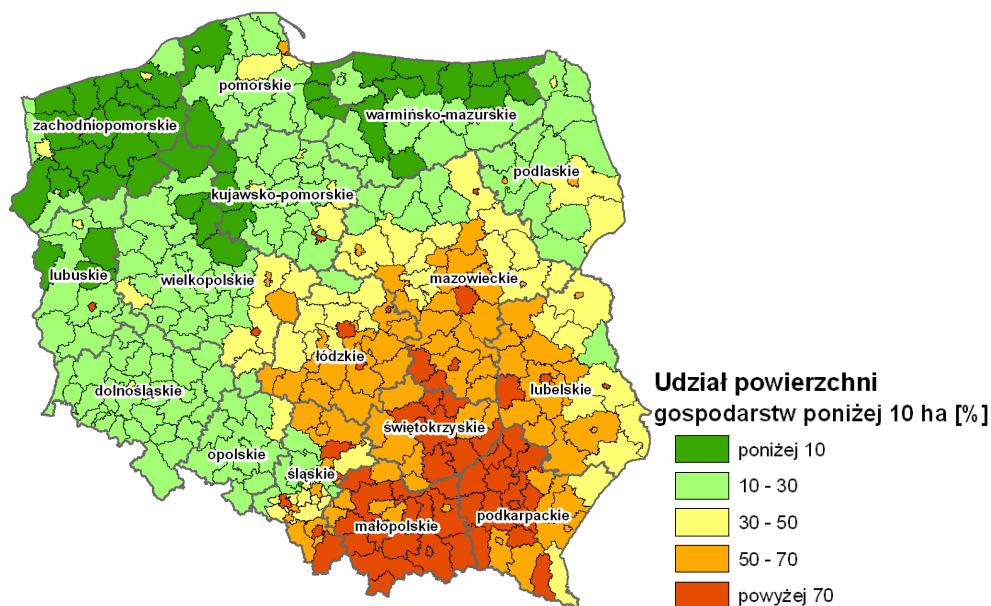 pomorskie
warmińsko-mazurskie
zachodniopomorskie
podlaskie
kujawsko-pomorskie
lubuskie
wielkopolskie
mazowieckie
łódzkie
dolnośląskie
lubelskie
świętokrzyskie
opolskie
śląskie
małopolskie
podkarpackie
Udział powierzchni
gospodarstw poniżej 10 ha [%]
poniżej 10
10 - 30
30 - 50
50 - 70
powyżej 70